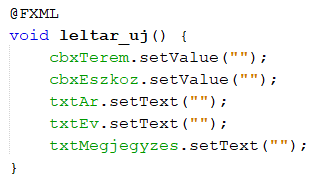 @FXML
void leltar_uj() {
    cbxTerem.setValue("");
    cbxEszkoz.setValue("");
    txtAr.setText("");
    txtEv.setText("");
    txtMegjegyzes.setText("");
}